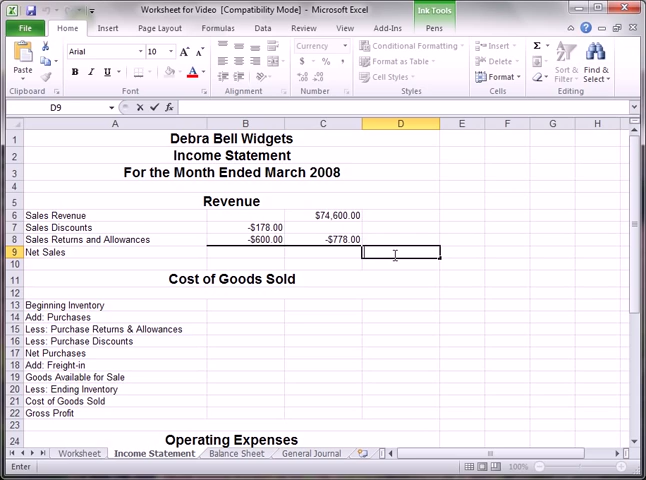 Worksheet for Video [Compatibility Mode] - Microsoft Excel
Ink Tools
File Home Insert Page Layout Formulas Data Review View Add-Ins Pens
Paste
Arial 10
Currency
Conditional Formatting
Format as Table
Cell Styles
Insert
Delete
Format
Sort & Filter
Find & Select
Clipboard Font Alignment Number Styles Cells Editing
D9
A B C D E F G H
1 Debra Bell Widgets
2 Income Statement
3 For the Month Ended March 2008
4
5 Revenue
6 Sales Revenue $74,600.00
7 Sales Discounts -$178.00
8 Sales Returns and Allowances -$600.00 -$778.00
9 Net Sales
10
11 Cost of Goods Sold
12
13 Beginning Inventory
14 Add: Purchases
15 Less: Purchase Returns & Allowances
16 Less: Purchase Discounts
17 Net Purchases
18 Add: Freight-in
19 Goods Available for Sale
20 Less: Ending Inventory
21 Cost of Goods Sold
22 Gross Profit
23
24 Operating Expenses
Worksheet Income Statement Balance Sheet General Journal
Enter 100%